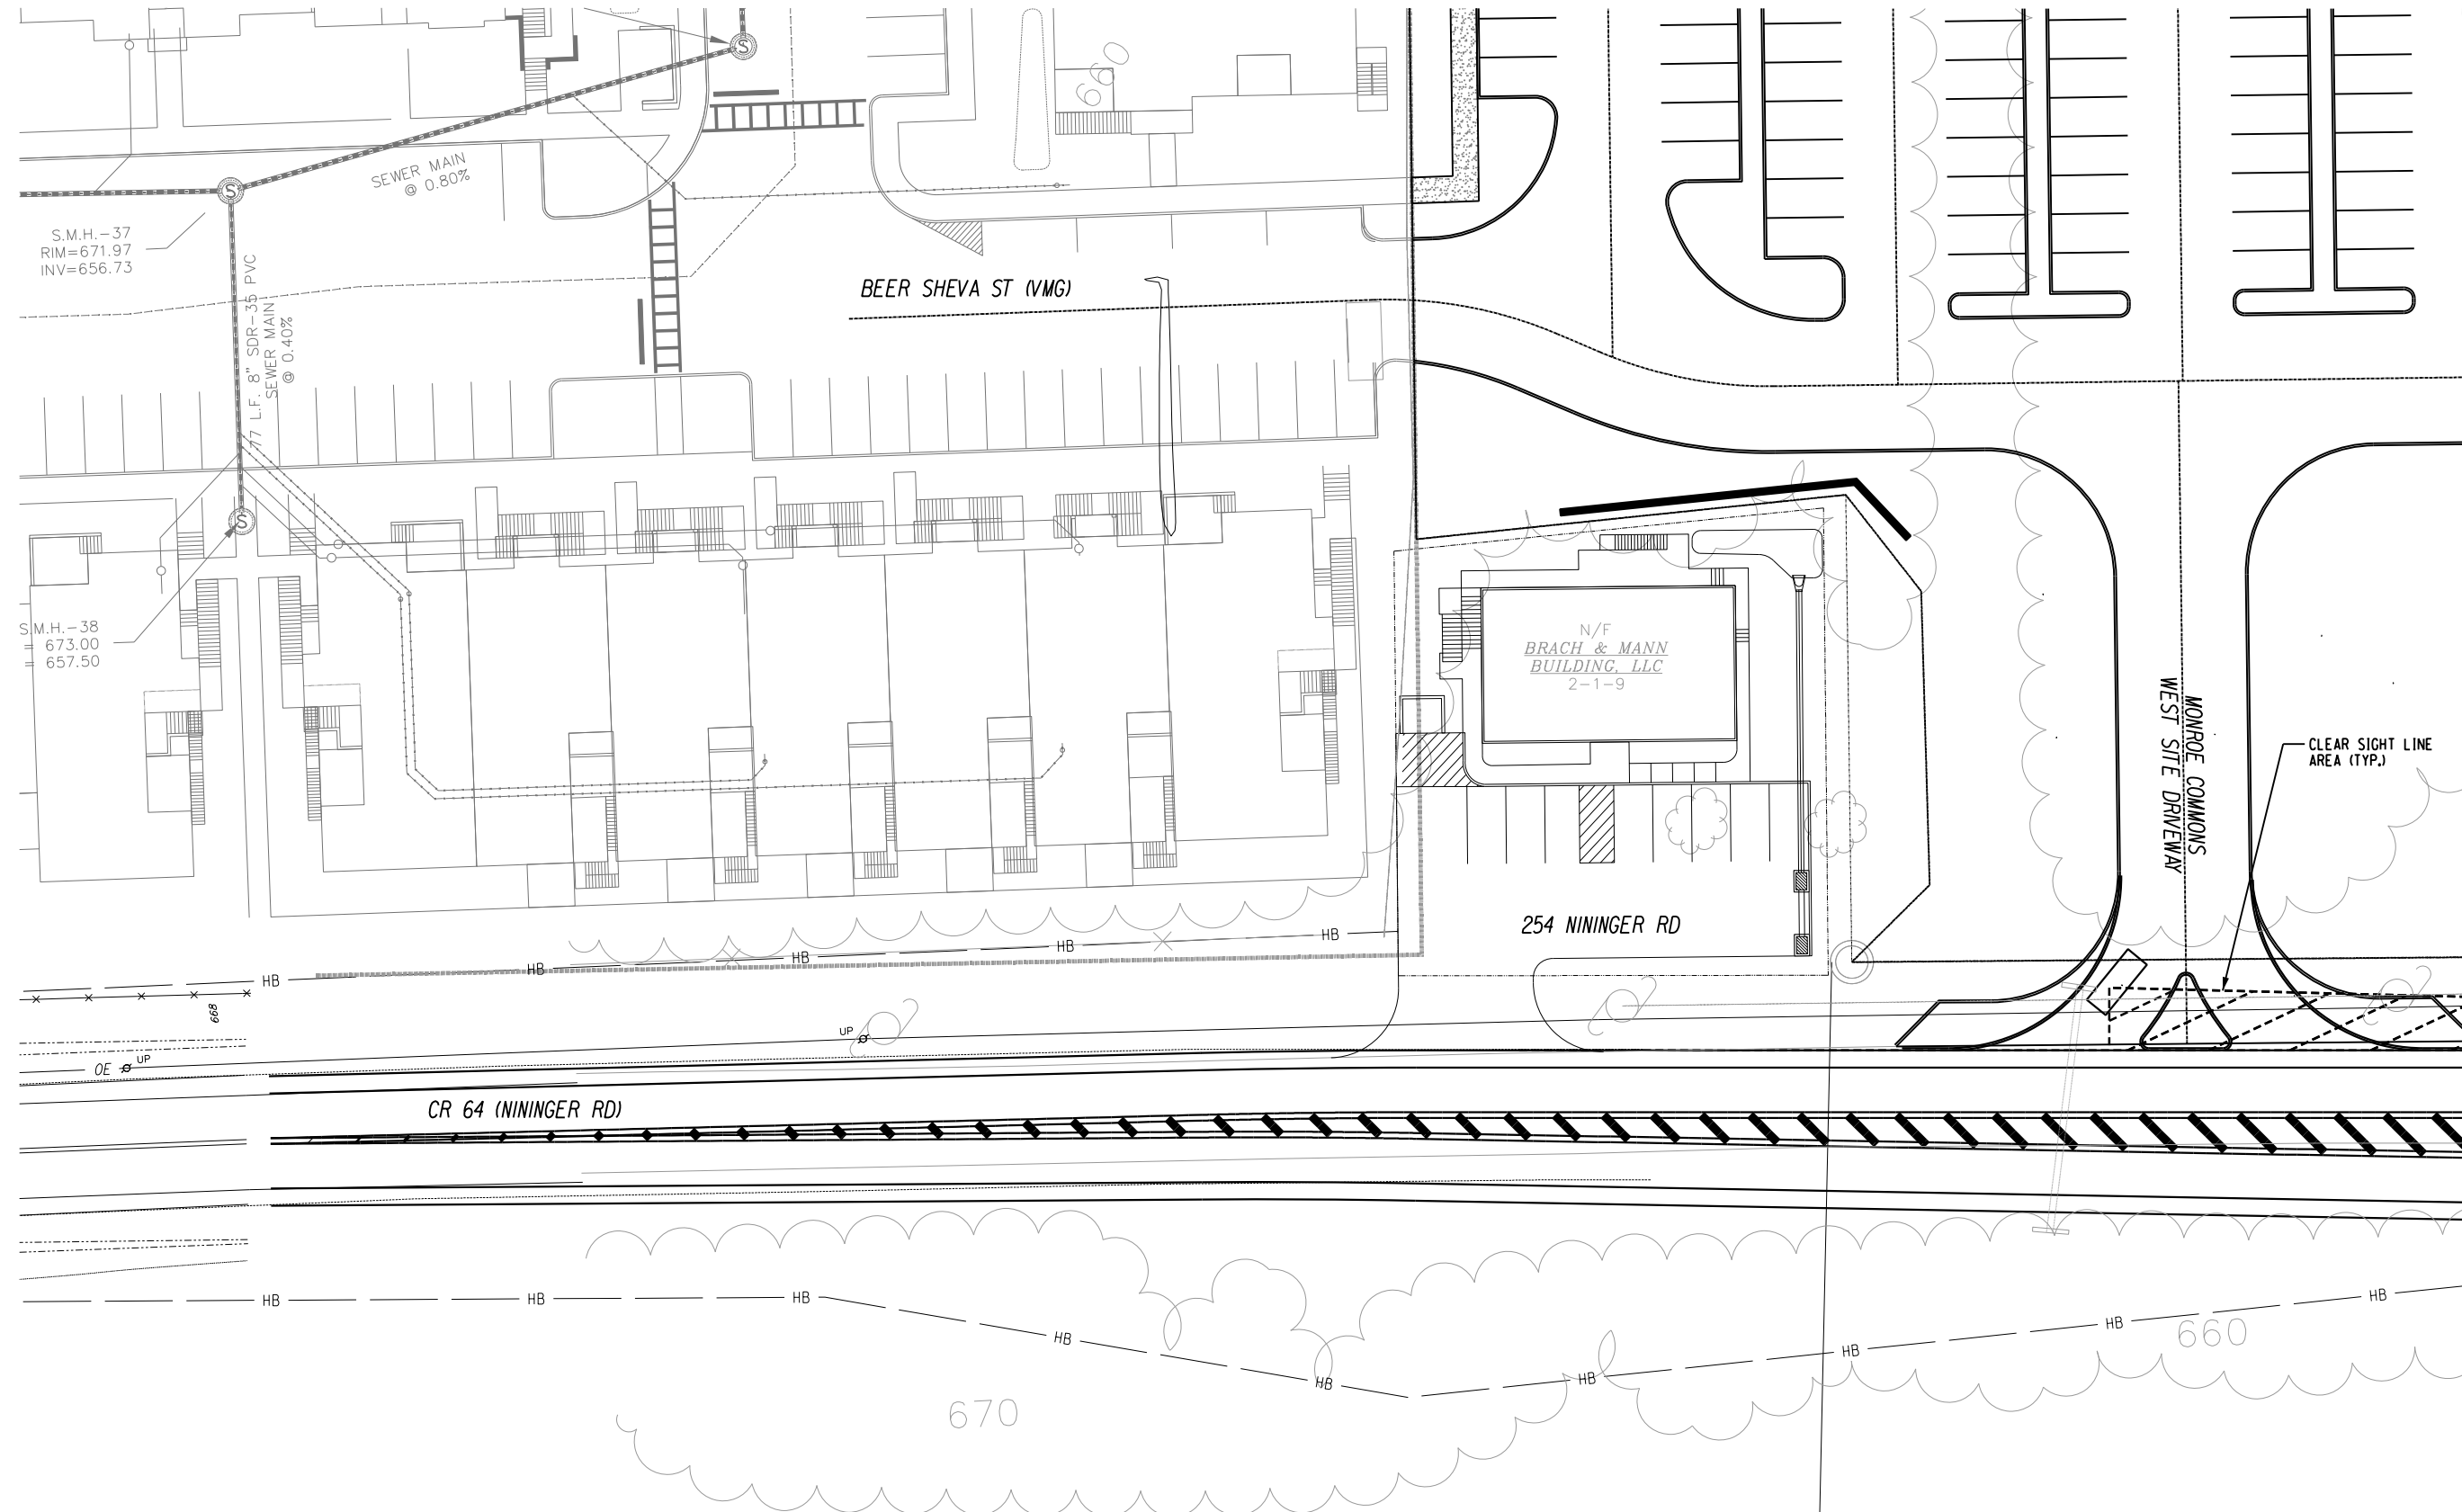 S
660
SEWER MAIN
@ 0.80%
S
S.M.H.-37
RIM=671.97
INV=656.73
77 L.F. 8" SDR-35 PVC
SEWER MAIN
@ 0.40%
BEER SHEVA ST (VMG)
S
S.M.H.-38
= 673.00
= 657.50
N/F
BRACH & MANN
BUILDING, LLC
2-1-9
MONROE COMMONS
WEST SITE DRIVEWAY
CLEAR SIGHT LINE
AREA (TYP.)
254 NININGER RD
HB
HB
HB
HB
HB
668
UP
UP
OE
CR 64 (NININGER RD)
HB
HB
HB
HB
HB
HB
HB
HB
HB
660
670